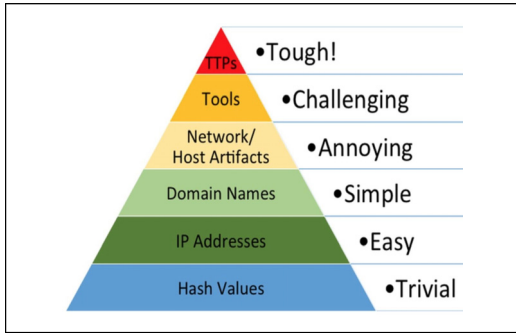 TTPs
•Tough!
Tools
•Challenging
Network/
Host Artifacts
•Annoying
Domain Names
•Simple
IP Addresses
•Easy
Hash Values
•Trivial